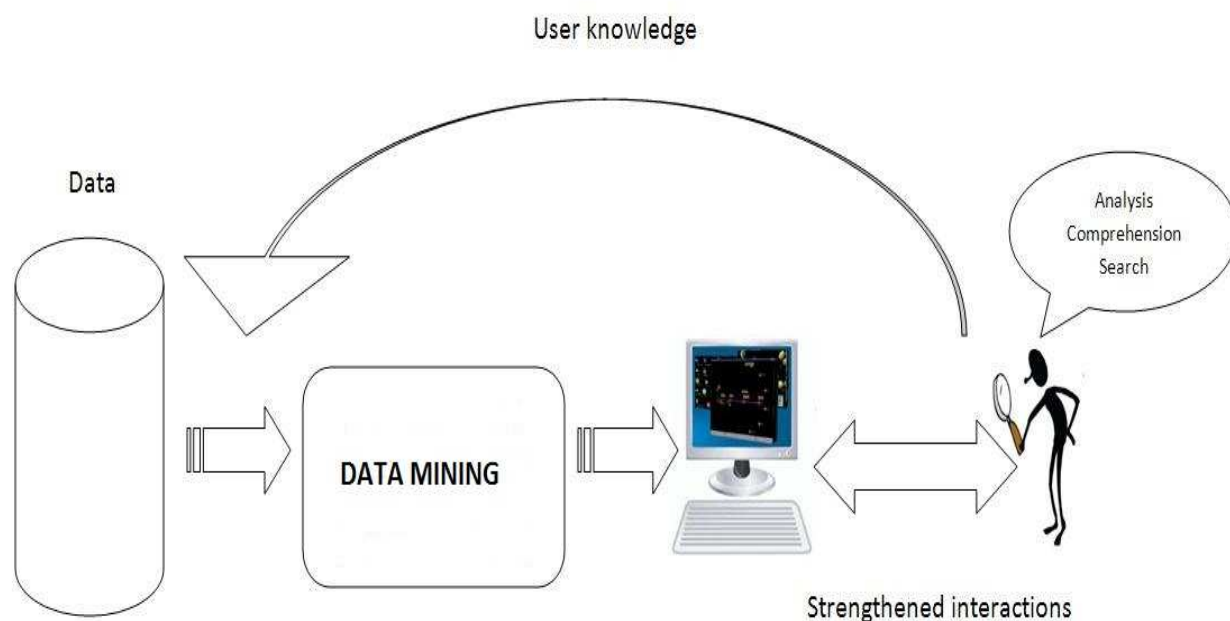 User knowledge
Data
Analysis
Comprehension
Search
DATA MINING
Strengthened interactions